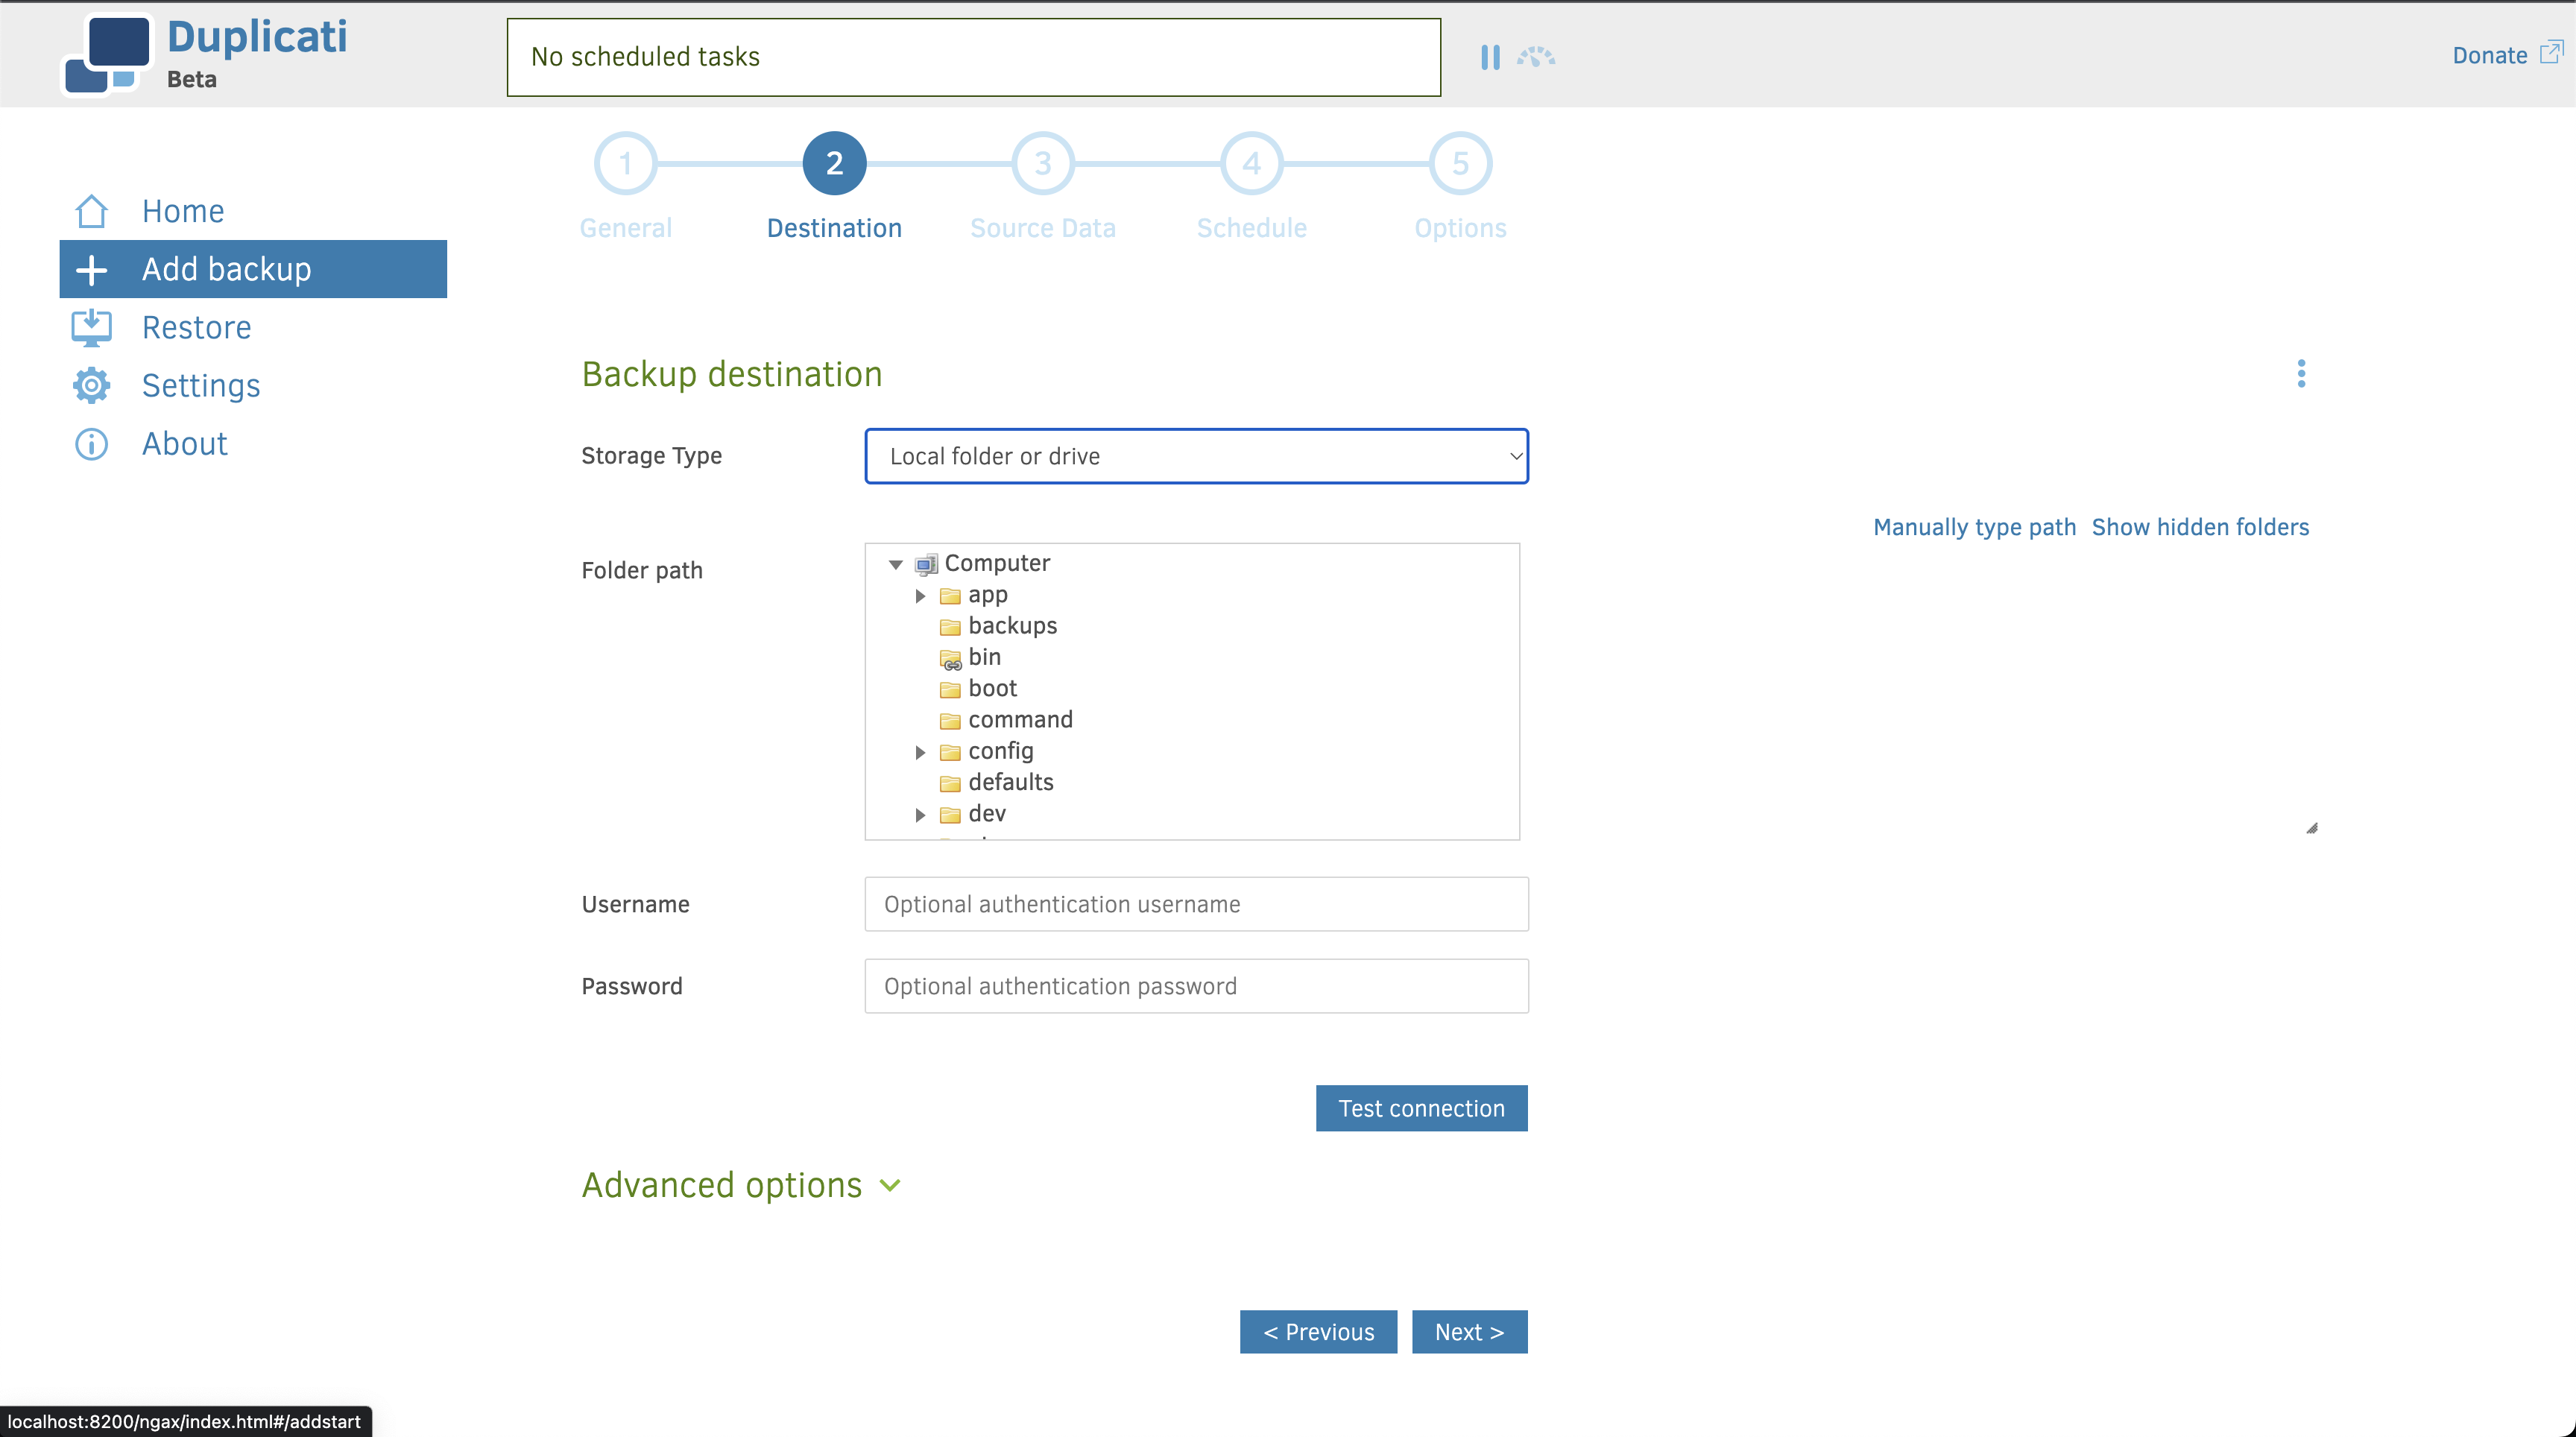 Duplicati
Beta
No scheduled tasks
Donate
1
2
3
4
5
General
Destination
Source Data
Schedule
Options
Home
Add backup
Restore
Settings
About
Backup destination
Storage Type
Local folder or drive
Manually type path Show hidden folders
Folder path
Computer
app
backups
bin
boot
command
config
defaults
dev
Username
Optional authentication username
Password
Optional authentication password
Test connection
Advanced options
< Previous
Next >
localhost:8200/ngax/index.html#/addstart